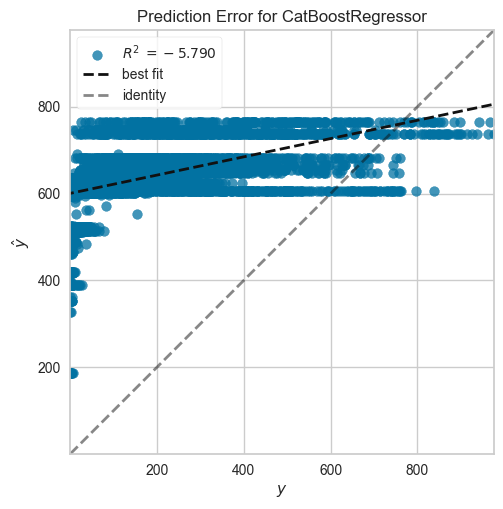 Prediction Error for CatBoostRegressor
R² = −5.790
best fit
identity
800
600
400
200
ŷ
200 400 600 800
y